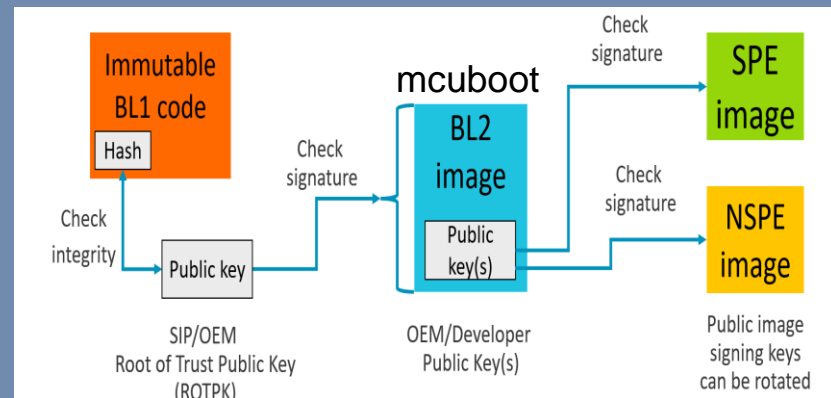 Immutable
BL1 code
Hash
Check
integrity
Public key
SIP/OEM
Root of Trust Public Key
(ROTPK)
Check
signature
mcuboot
BL2
image
Public
key(s)
OEM/Developer
Public Key(s)
Check
signature
SPE
image
Check
signature
NSPE
image
Public image
signing keys
can be rotated